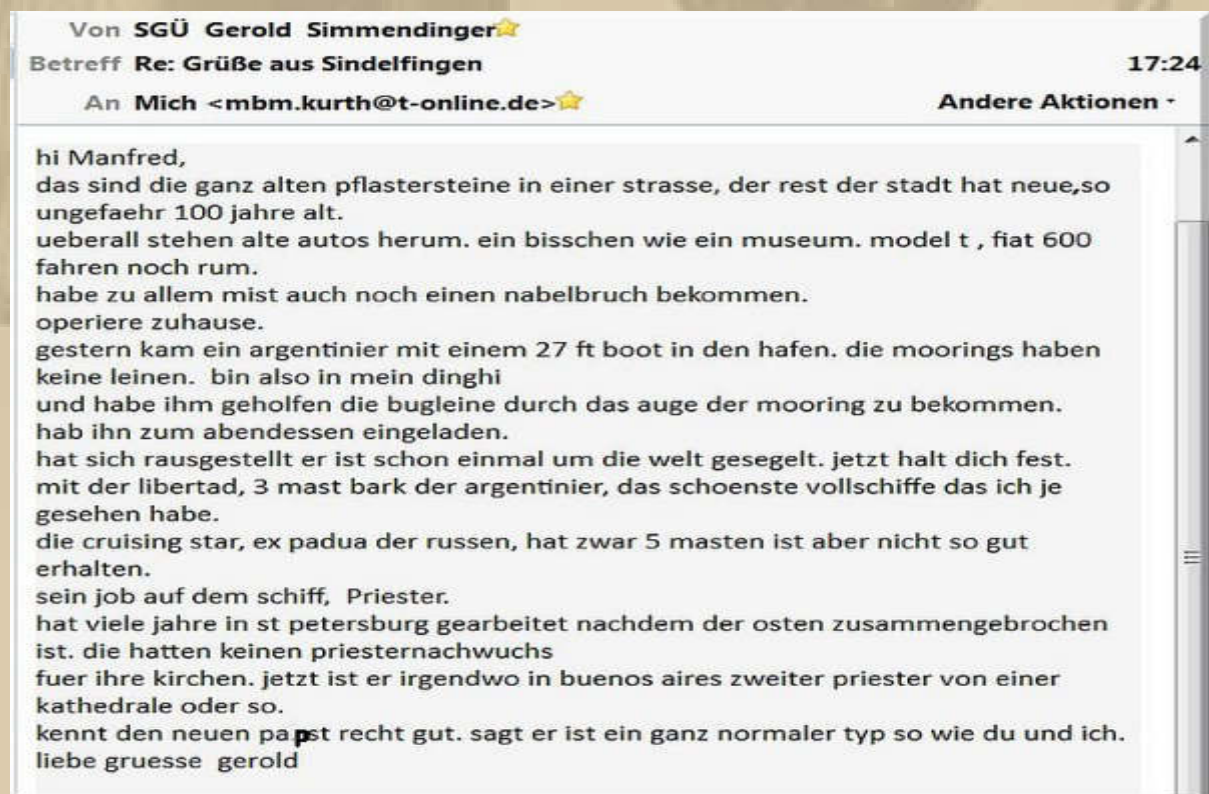 Von SGÜ Gerold Simmendinger
Betreff Re: Grüße aus Sindelfingen 17:24
An Mich <mbm.kurth@t-online.de> Andere Aktionen
hi Manfred,
das sind die ganz alten pflastersteine in einer strasse, der rest der stadt hat neue,so
ungefaehr 100 jahre alt.
ueberall stehen alte autos herum. ein bisschen wie ein museum. model t , fiat 600
fahren noch rum.
habe zu allem mist auch noch einen nabelbruch bekommen.
operiere zuhause.
gestern kam ein argentinier mit einem 27 ft boot in den hafen. die moorings haben
keine leinen. bin also in mein dinghi
und habe ihm geholfen die bugleine durch das auge der mooring zu bekommen.
hab ihn zum abendessen eingeladen.
hat sich rausgestellt er ist schon einmal um die welt gesegelt. jetzt halt dich fest.
mit der libertad, 3 mast bark der argentinier, das schoenste vollschiffe das ich je
gesehen habe.
die cruising star, ex padua der russen, hat zwar 5 masten ist aber nicht so gut
erhalten.
sein job auf dem schiff, Priester.
hat viele jahre in st petersburg gearbeitet nachdem der osten zusammengebrochen
ist. die hatten keinen priesternachwuchs
fuer ihre kirchen. jetzt ist er irgendwo in buenos aires zweiter priester von einer
kathedrale oder so.
kennt den neuen papst recht gut. sagt er ist ein ganz normaler typ so wie du und ich.
liebe gruesse gerold